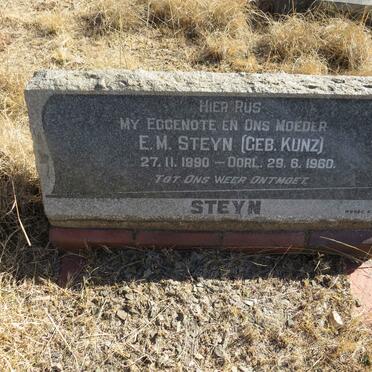 HIER RUS
MY EGGENOTE EN ONS MOEDER
E.M. STEYN (GEB. KUNZ)
27.11.1890 — OORL. 29.6.1960.
TOT ONS WEER ONTMOET.
STEYN